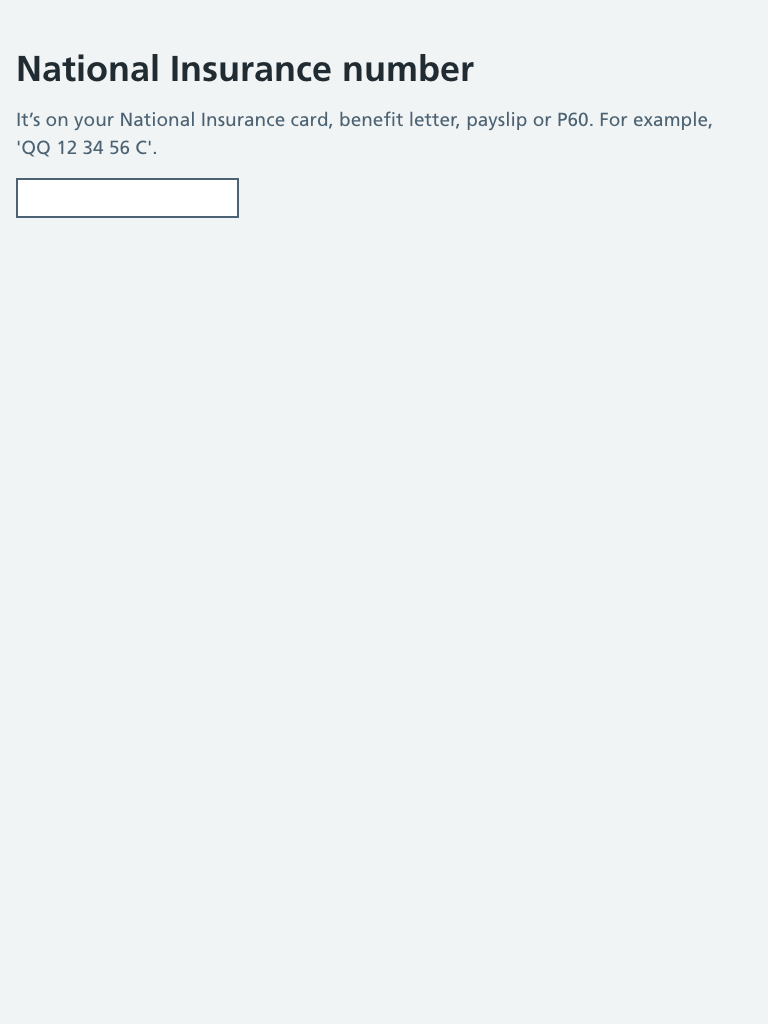 National Insurance number
It’s on your National Insurance card, benefit letter, payslip or P60. For example,
'QQ 12 34 56 C'.